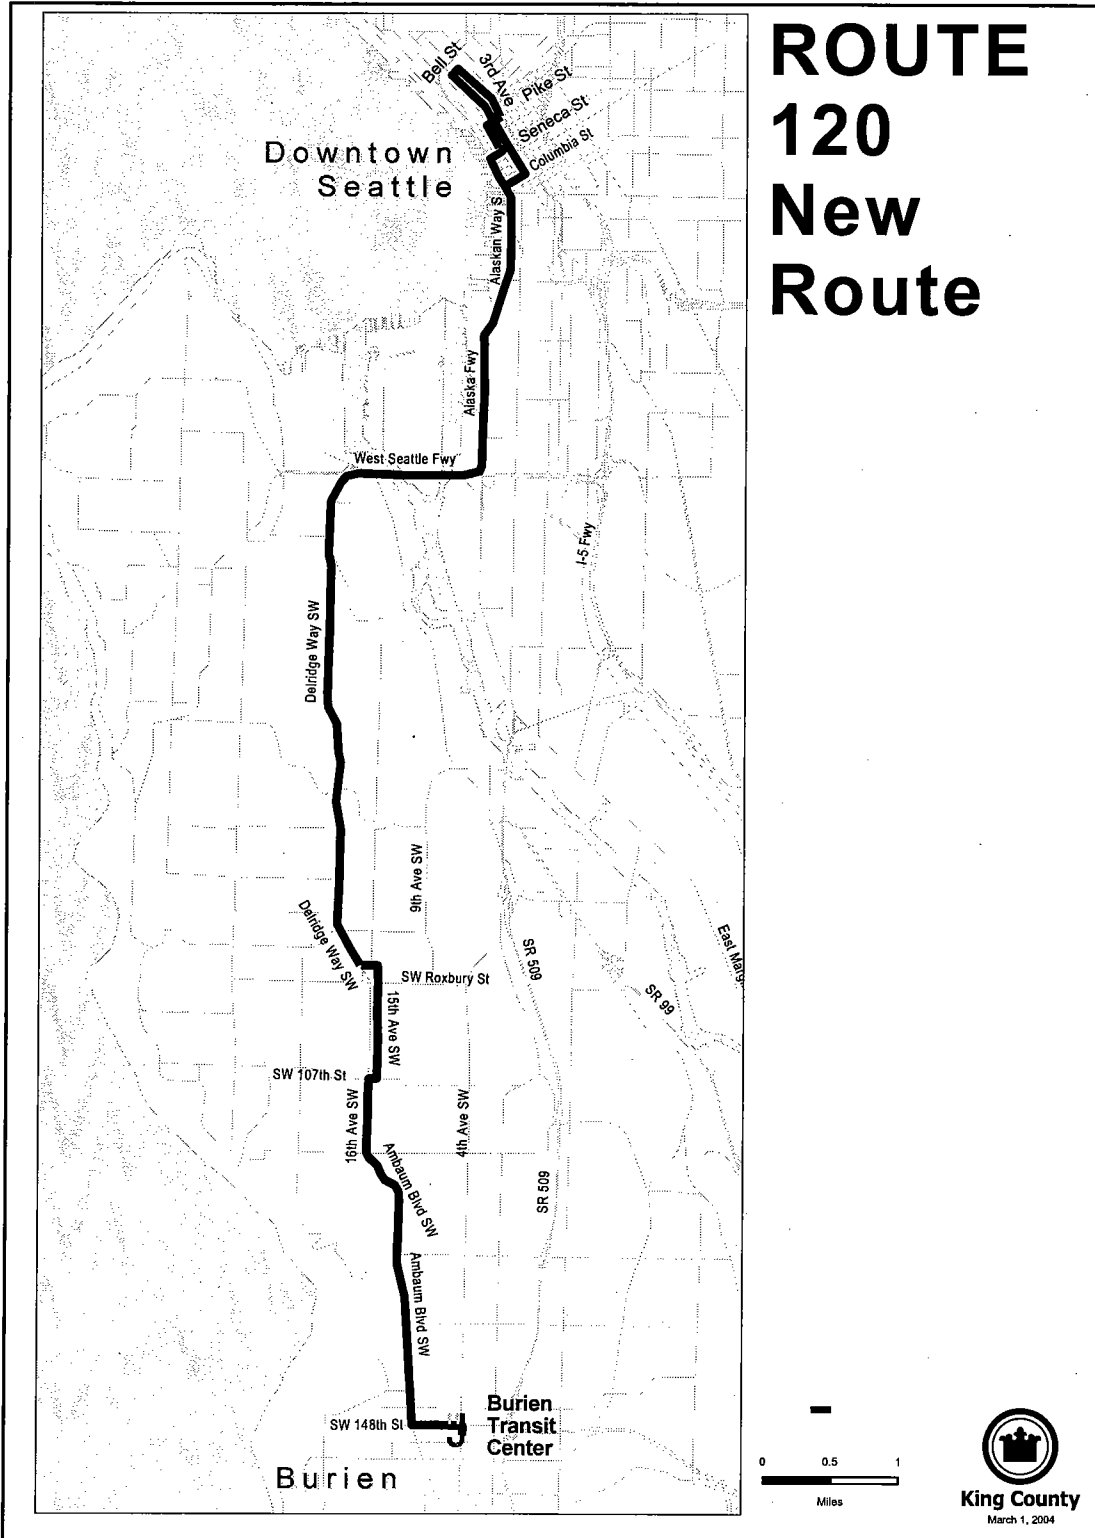 ROUTE
120
New
Route
Bell St
3rd Ave
Pike St
Seneca St
Columbia St
Downtown
Seattle
Alaskan Way S
Alaska Fwy
West Seattle Fwy
I-5 Fwy
Delridge Way SW
9th Ave SW
Delridge Way SW
SW Roxbury St
SR 509
East Marg
SR 99
15th Ave SW
SW 107th St
16th Ave SW
4th Ave SW
Ambaum Blvd SW
SR 509
Ambaum Blvd SW
SW 148th St
Burien
Transit
Center
Burien
0 0.5 1
Miles
King County
March 1, 2004